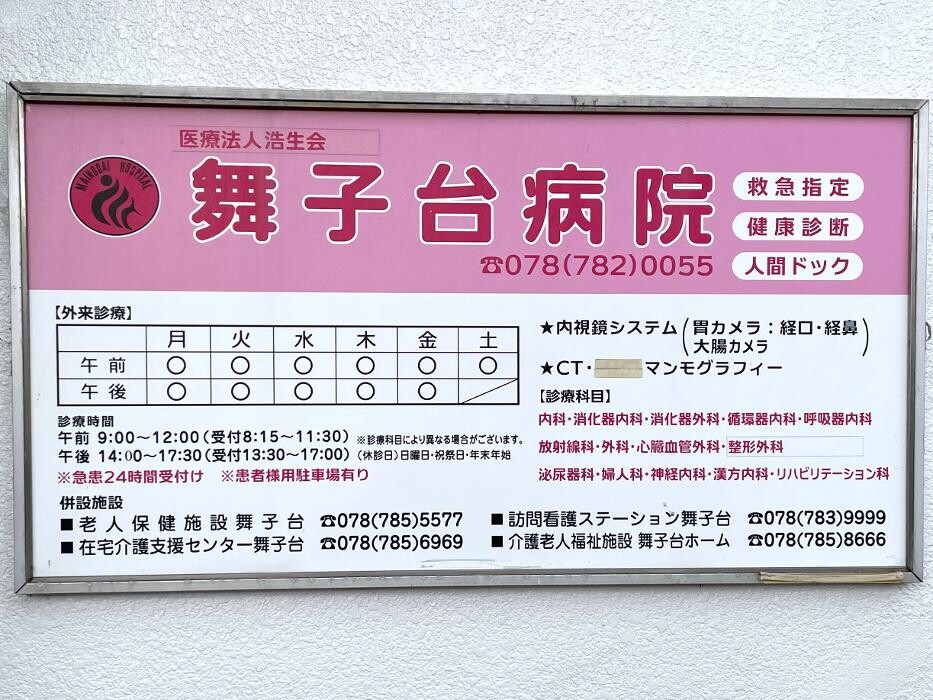 医療法人浩生会
MAIKODAI HOSPITAL
舞子台病院
☎078(782)0055
救急指定
健康診断
人間ドック
【外来診療】
月 火 水 木 金 土
午前 ○ ○ ○ ○ ○ ○
午後 ○ ○ ○ ○ ○ ／
診療時間
午前 9:00～12:00(受付8:15～11:30) ※診療科目により異なる場合がございます。
午後 14:00～17:30(受付13:30～17:00) (休診日)日曜日・祝祭日・年末年始
※急患24時間受付け ※患者様用駐車場有り
★内視鏡システム(胃カメラ：経口・経鼻
大腸カメラ)
★CT・マンモグラフィー
【診療科目】
内科・消化器内科・消化器外科・循環器内科・呼吸器内科
放射線科・外科・心臓血管外科・整形外科
泌尿器科・婦人科・神経内科・漢方内科・リハビリテーション科
併設施設
■老人保健施設舞子台 ☎078(785)5577 ■訪問看護ステーション舞子台 ☎078(783)9999
■在宅介護支援センター舞子台 ☎078(785)6969 ■介護老人福祉施設 舞子台ホーム ☎078(785)8666